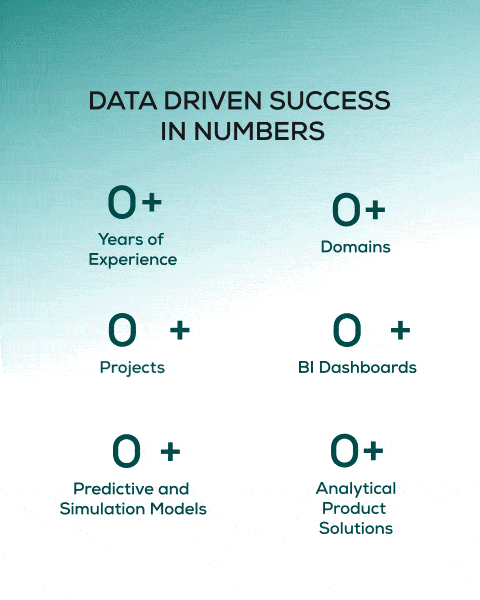 DATA DRIVEN SUCCESS
IN NUMBERS
0+
Years of
Experience
0+
Domains
0 +
Projects
0 +
BI Dashboards
0 +
Predictive and
Simulation Models
0+
Analytical
Product
Solutions